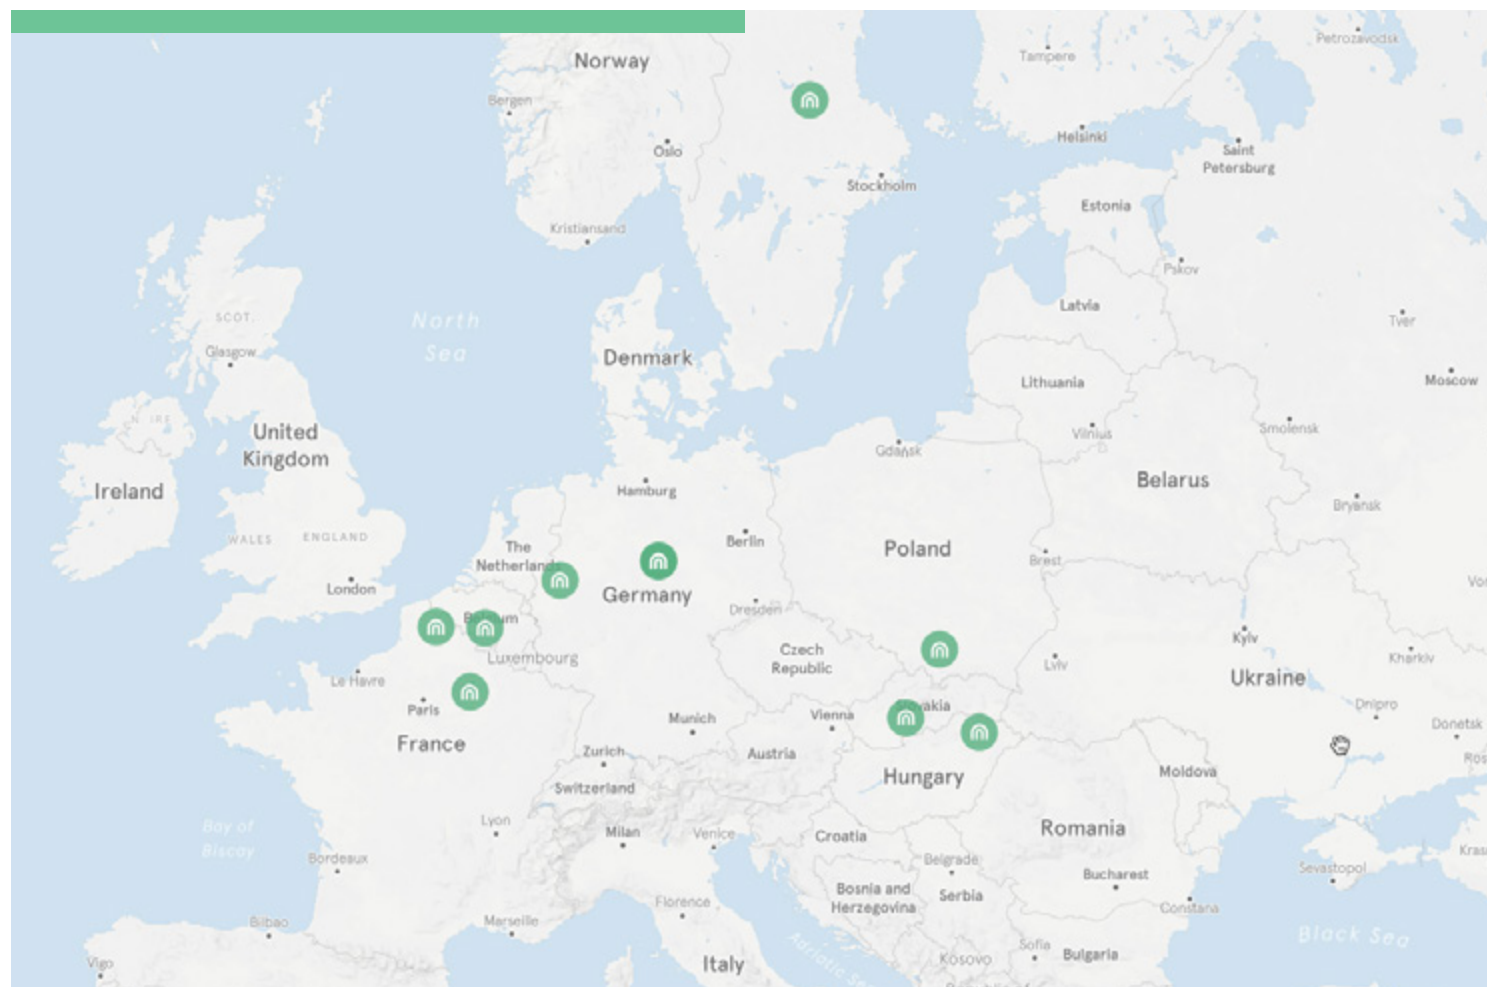 Norway
Tampere
Petrozavodsk
Bergen
Oslo
Helsinki
Saint
Petersburg
Stockholm
Estonia
Kristiansand
Pskov
Latvia
Tver
SCOT.
North
Sea
Glasgow
Denmark
Lithuania
Moscow
N. IRE.
Vilnius
Smolensk
United
Kingdom
Gdańsk
Ireland
Hamburg
Belarus
Bryansk
WALES
ENGLAND
The
Netherlands
Berlin
Poland
Brest
London
Germany
Dresden
Luxembourg
Czech
Republic
Kyiv
Lviv
Kharkiv
Ukraine
Le Havre
Paris
Munich
Vienna
Dnipro
Donetsk
France
Zurich
Austria
Switzerland
Hungary
Moldova
Lyon
Milan
Venice
Croatia
Romania
Bay of
Biscay
Bordeaux
Belgrade
Bucharest
Sevastopol
Bosnia and
Herzegovina
Serbia
Florence
Constana
Bilbao
Marseille
Sofia
Bulgaria
Black Sea
Vigo
Italy
Adriatic Se
Kosovo